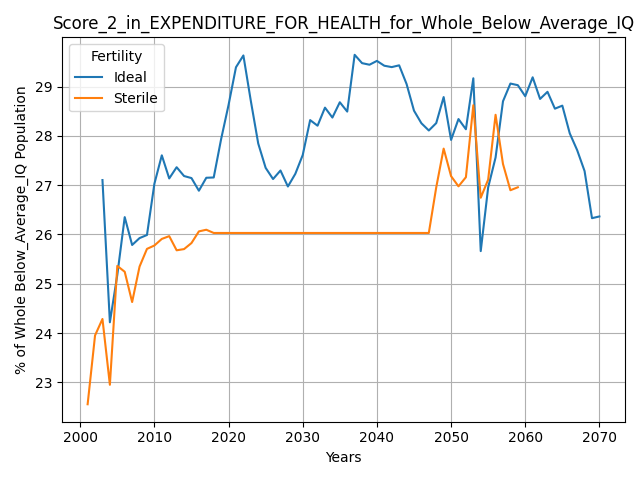 Score_2_in_EXPENDITURE_FOR_HEALTH_for_Whole_Below_Average_IQ
Fertility
Ideal
Sterile
% of Whole Below_Average_IQ Population
29
28
27
26
25
24
23
2000 2010 2020 2030 2040 2050 2060 2070
Years